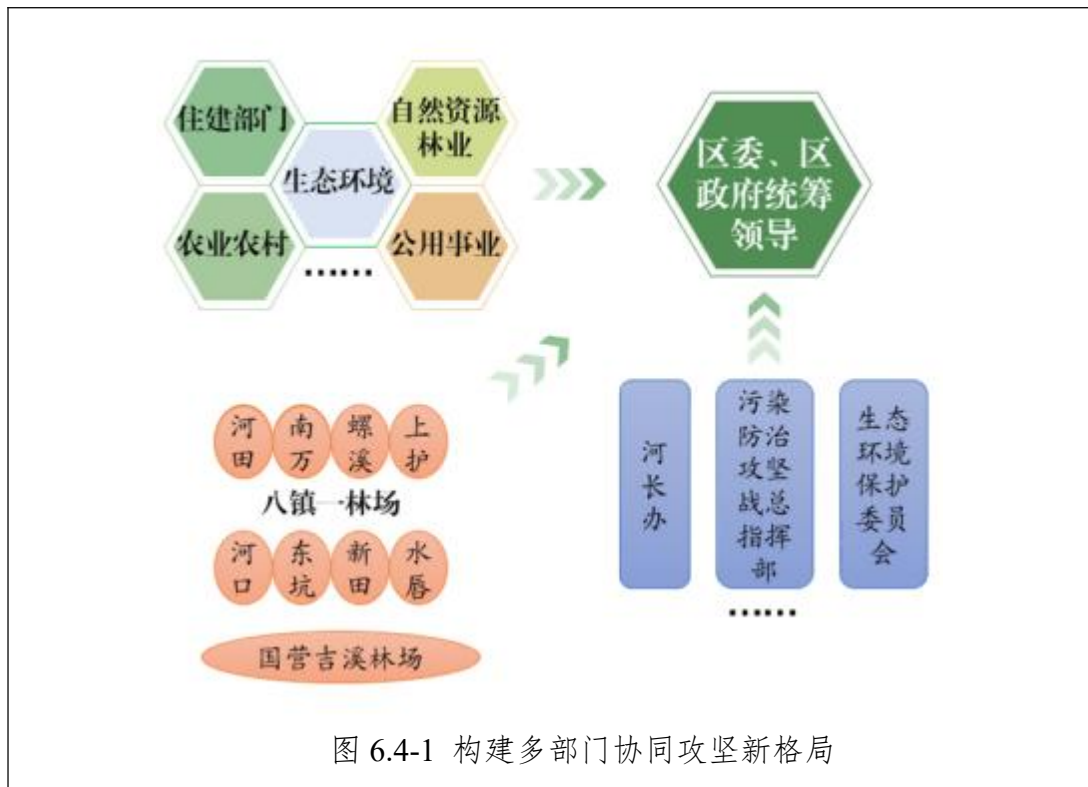 住建部门
自然资源
林业
生态环境
农业农村
公用事业
……
区委、区
政府统筹
领导
河田
南万
螺溪
上护
八镇一林场
河口
东坑
新田
水唇
国营吉溪林场
河长办
污染
防治
攻坚
战总
指挥
部
生态
环境
保护
委员
会
……
图 6.4-1 构建多部门协同攻坚新格局